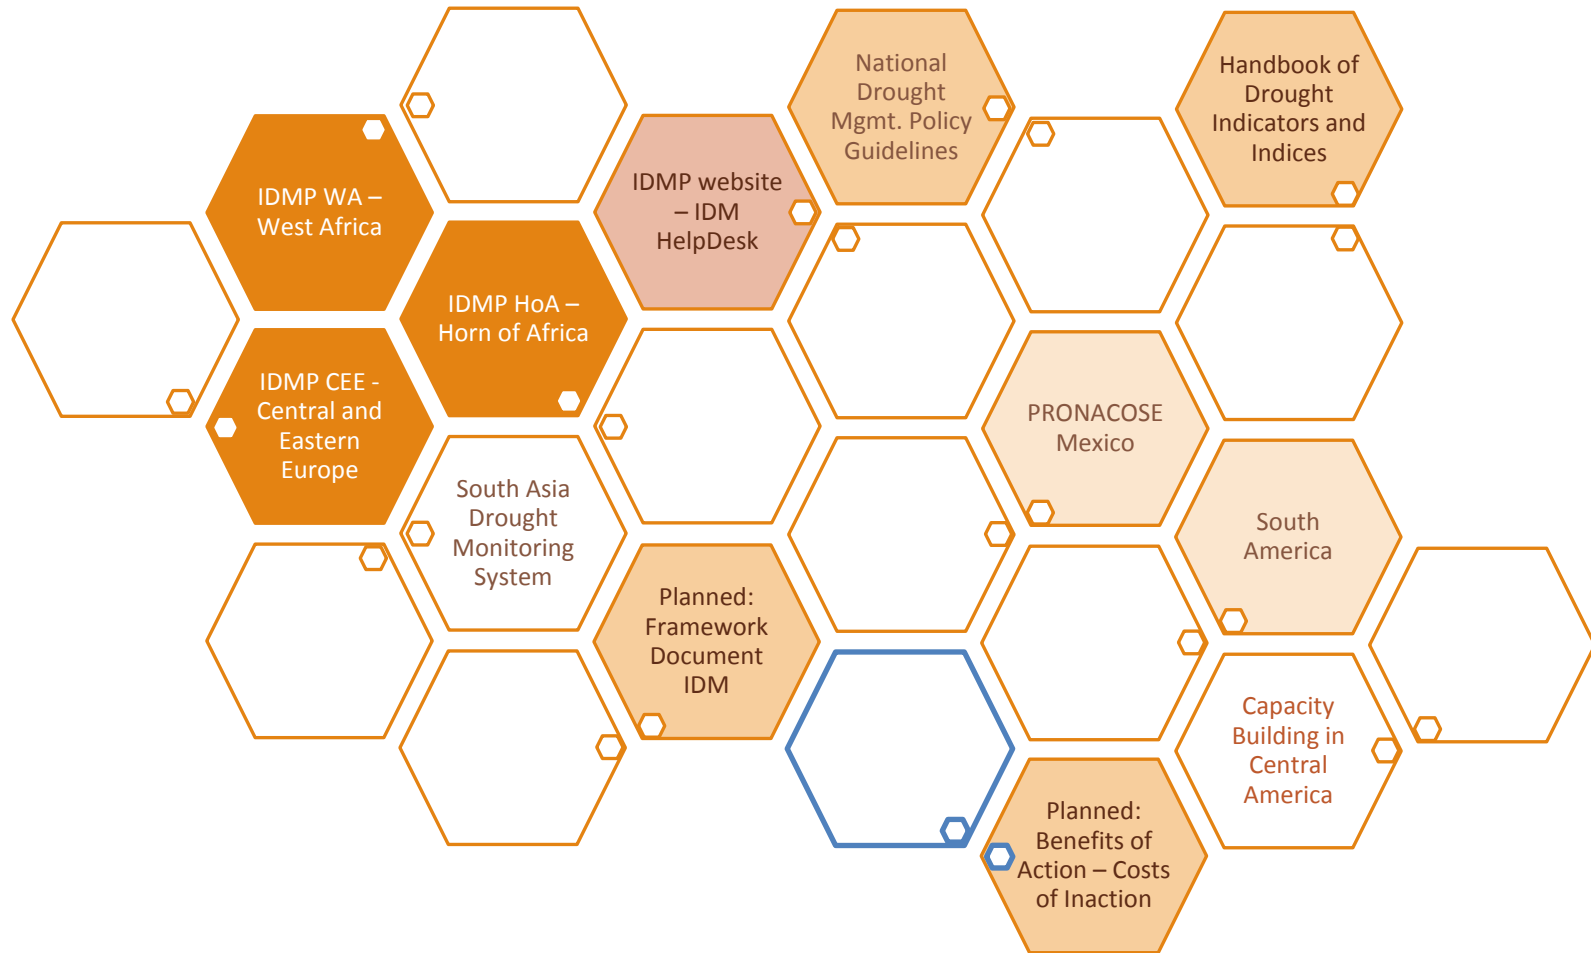 National
Drought
Mgmt. Policy
Guidelines
Handbook of
Drought
Indicators and
Indices
IDMP WA –
West Africa
IDMP website
– IDM
HelpDesk
IDMP HoA –
Horn of Africa
IDMP CEE -
Central and
Eastern
Europe
PRONACOSE
Mexico
South Asia
Drought
Monitoring
System
South
America
Planned:
Framework
Document
IDM
Capacity
Building in
Central
America
Planned:
Benefits of
Action – Costs
of Inaction